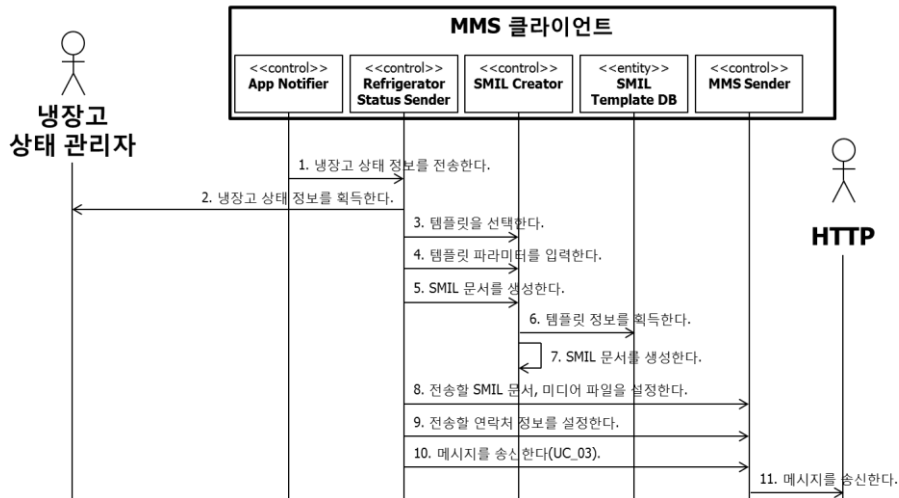 MMS 클라이언트
<<control>>
App Notifier
<<control>>
Refrigerator
Status Sender
<<control>>
SMIL Creator
<<entity>>
SMIL
Template DB
<<control>>
MMS Sender
냉장고
상태 관리자
HTTP
1. 냉장고 상태 정보를 전송한다.
2. 냉장고 상태 정보를 획득한다.
3. 템플릿을 선택한다.
4. 템플릿 파라미터를 입력한다.
5. SMIL 문서를 생성한다.
6. 템플릿 정보를 획득한다.
7. SMIL 문서를 생성한다.
8. 전송할 SMIL 문서, 미디어 파일을 설정한다.
9. 전송할 연락처 정보를 설정한다.
10. 메시지를 송신한다(UC_03).
11. 메시지를 송신한다.